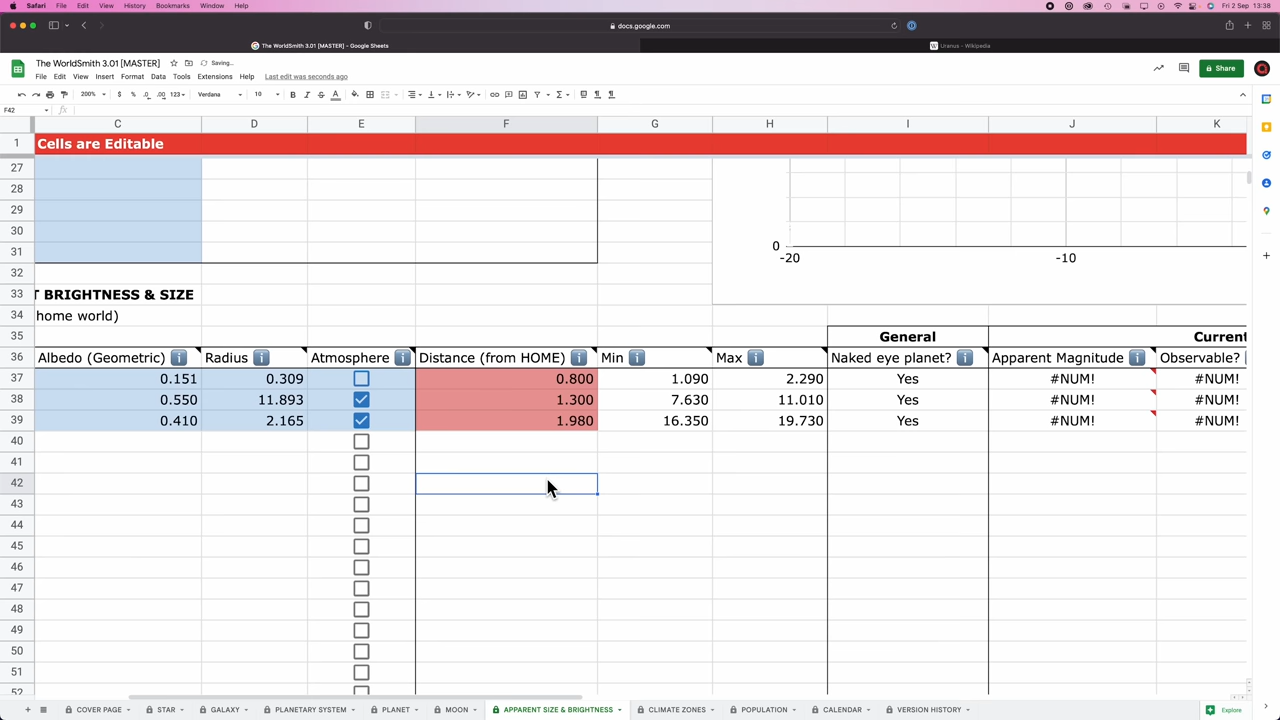 Safari File Edit View History Bookmarks Window Help Fri 2 Sep 13:38
docs.google.com
The WorldSmith 3.01 [MASTER] - Google Sheets Uranus - Wikipedia
The WorldSmith 3.01 [MASTER] Saving...
File Edit View Insert Format Data Tools Extensions Help Last edit was seconds ago Share
200% $ % .0 .00 123 Verdana 10 B I S A
F42 fx
C D E F G H I J K
1 Cells are Editable
27
28
29
30
31 0
-20 -10
32
33 T BRIGHTNESS & SIZE
34 home world)
35 General Current
36 Albedo (Geometric) i Radius i Atmosphere i Distance (from HOME) i Min i Max i Naked eye planet? i Apparent Magnitude i Observable?
37 0.151 0.309 0.800 1.090 2.290 Yes #NUM! #NUM!
38 0.550 11.893 1.300 7.630 11.010 Yes #NUM! #NUM!
39 0.410 2.165 1.980 16.350 19.730 Yes #NUM! #NUM!
40
41
42
43
44
45
46
47
48
49
50
51
52
COVER PAGE STAR GALAXY PLANETARY SYSTEM PLANET MOON APPARENT SIZE & BRIGHTNESS CLIMATE ZONES POPULATION CALENDAR VERSION HISTORY Explore